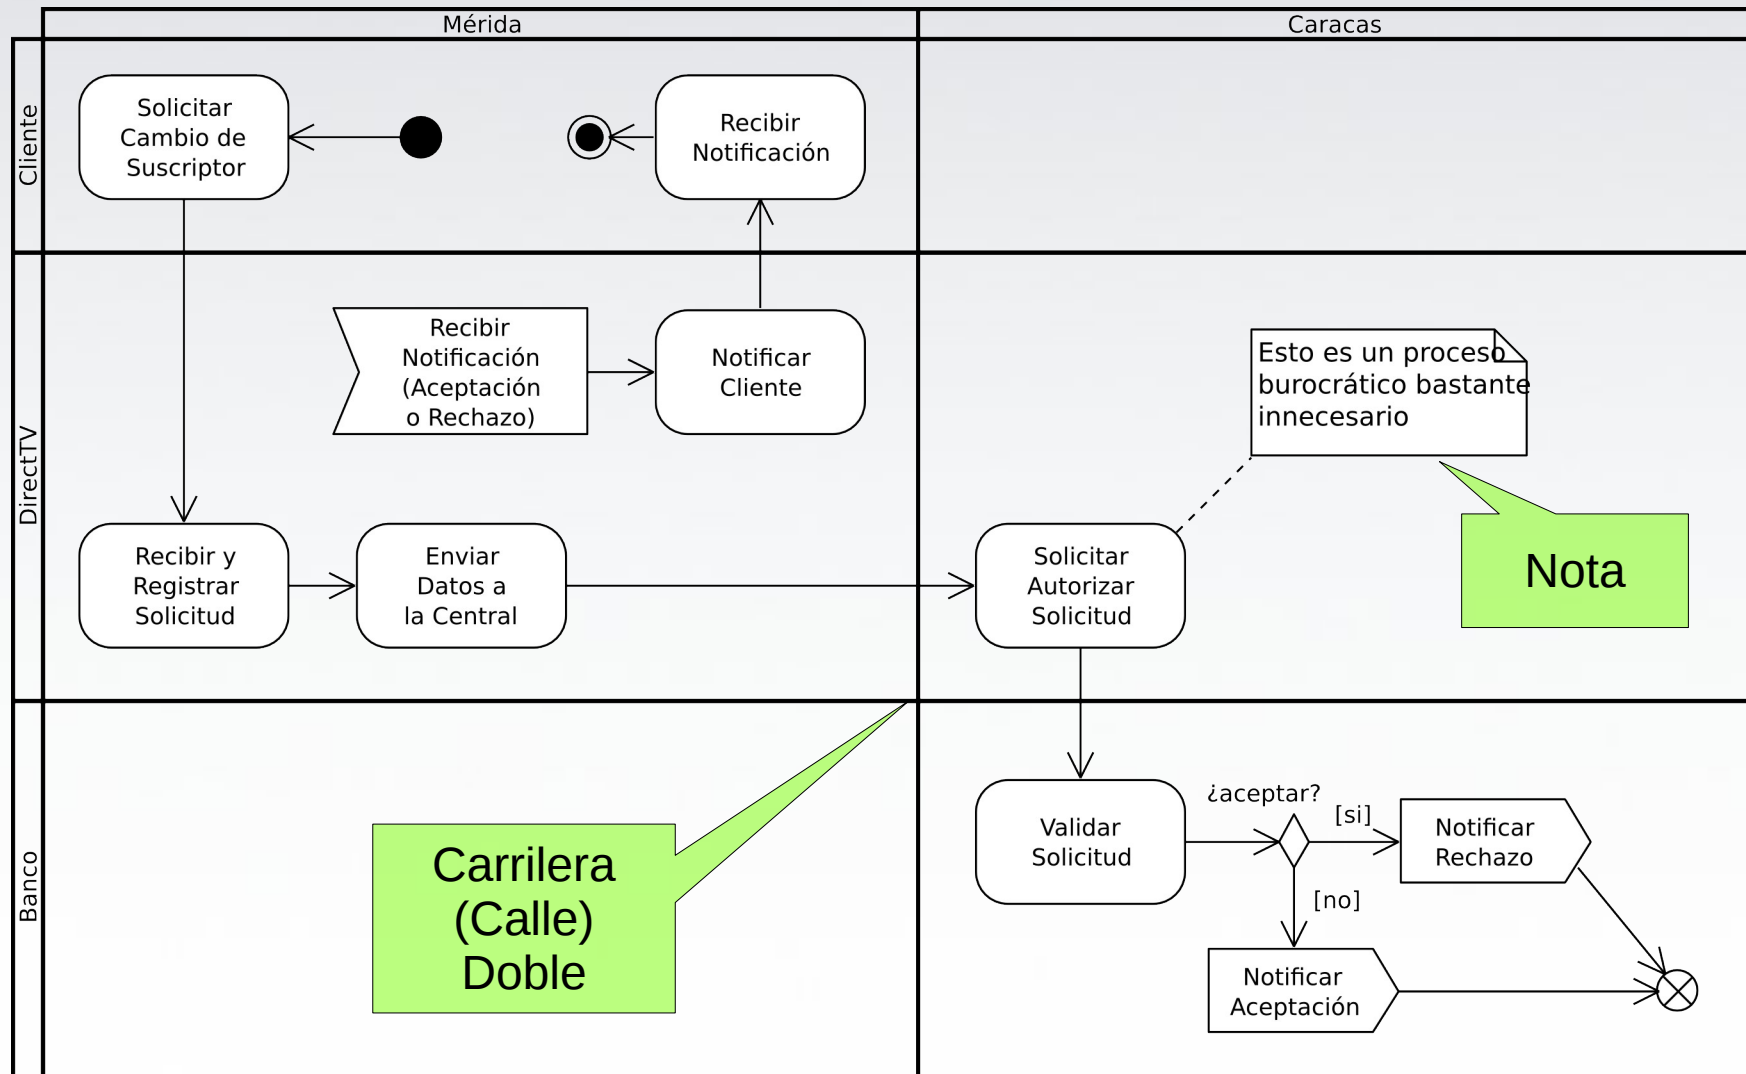 Mérida
Caracas
Cliente
Solicitar
Cambio de
Suscriptor
Recibir
Notificación
DirectTV
Recibir
Notificación
(Aceptación
o Rechazo)
Notificar
Cliente
Esto es un proceso
burocrático bastante
innecesario
Nota
Recibir y
Registrar
Solicitud
Enviar
Datos a
la Central
Solicitar
Autorizar
Solicitud
Banco
Carrilera
(Calle)
Doble
Validar
Solicitud
¿aceptar?
[si]
Notificar
Rechazo
[no]
Notificar
Aceptación